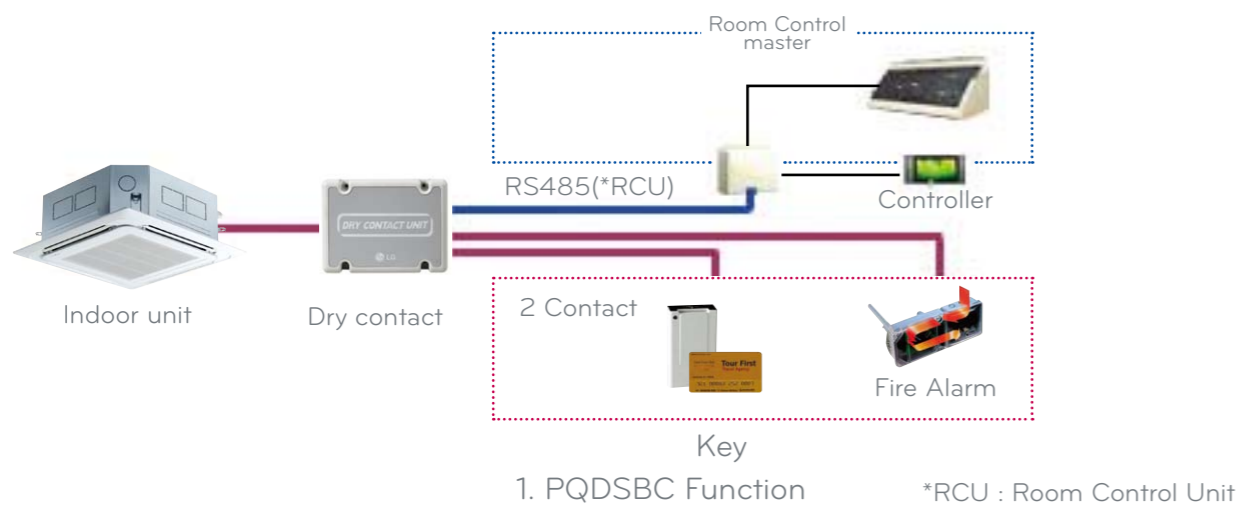 Room Control
master
RS485(*RCU)
Controller
DRY CONTACT UNIT
LG
Indoor unit
Dry contact
2 Contact
Tour First
Fire Alarm
Key
1. PQDSBC Function
*RCU : Room Control Unit